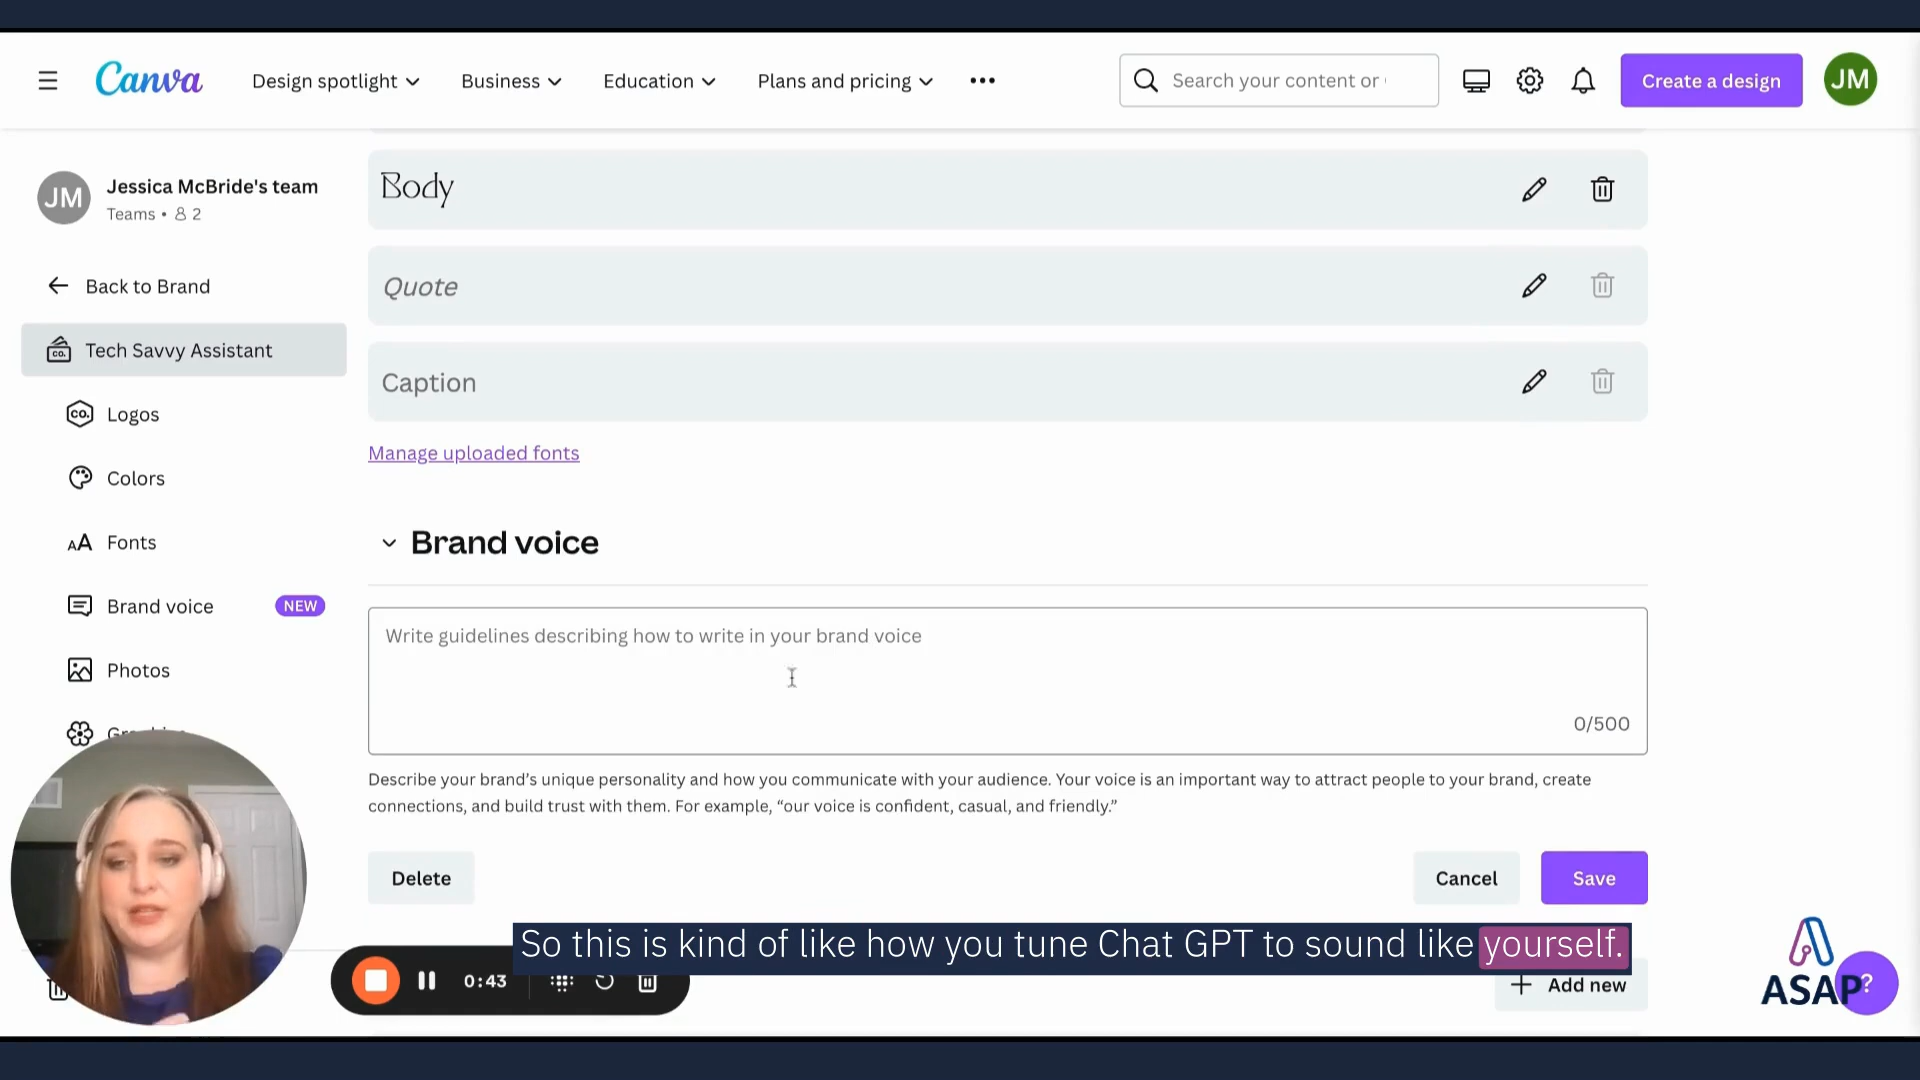 Canva
Design spotlight
Business
Education
Plans and pricing
•••
Search your content or
Create a design
JM
JM
Jessica McBride's team
Teams • 2
Back to Brand
co. Tech Savvy Assistant
co. Logos
Colors
AA Fonts
Brand voice NEW
Photos
Body
Quote
Caption
Manage uploaded fonts
Brand voice
Write guidelines describing how to write in your brand voice
0/500
Describe your brand's unique personality and how you communicate with your audience. Your voice is an important way to attract people to your brand, create
connections, and build trust with them. For example, “our voice is confident, casual, and friendly.”
Delete
Cancel
Save
So this is kind of like how you tune Chat GPT to sound like yourself.
0:43
Add new
ASAP
?